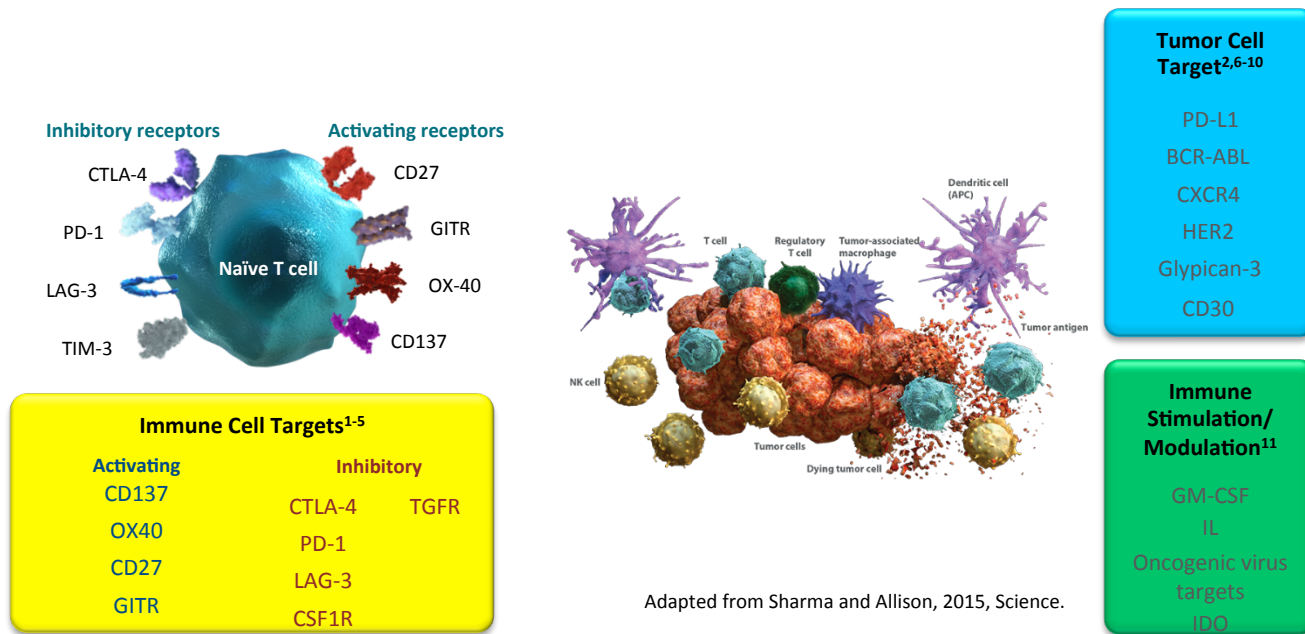 Inhibitory receptors
CTLA-4
PD-1
LAG-3
TIM-3
Naïve T cell
Activating receptors
CD27
GITR
OX-40
CD137
Immune Cell Targets1-5
Activating
CD137
OX40
CD27
GITR
Inhibitory
CTLA-4 TGFR
PD-1
LAG-3
CSF1R
Dendritic cell
(APC)
T cell
Regulatory
T cell
Tumor-associated
macrophage
Tumor antigen
NK cell
Tumor cells
Dying tumor cell
Adapted from Sharma and Allison, 2015, Science.
Tumor Cell
Target2,6-10
PD-L1
BCR-ABL
CXCR4
HER2
Glypican-3
CD30
Immune
Stimulation/
Modulation11
GM-CSF
IL
Oncogenic virus
targets
IDO